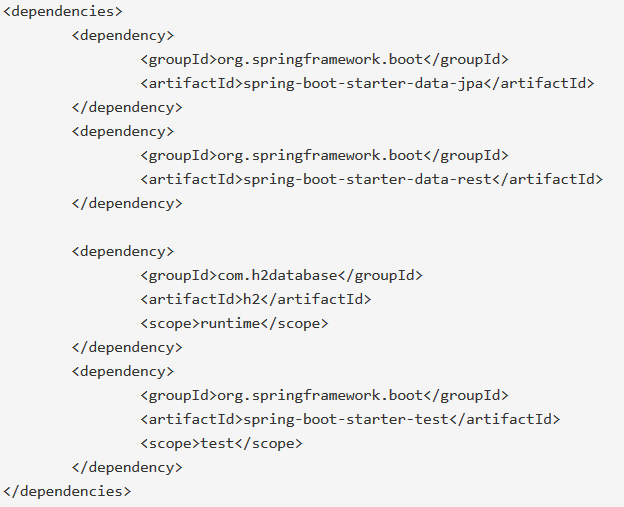 <dependencies>
<dependency>
<groupId>org.springframework.boot</groupId>
<artifactId>spring-boot-starter-data-jpa</artifactId>
</dependency>
<dependency>
<groupId>org.springframework.boot</groupId>
<artifactId>spring-boot-starter-data-rest</artifactId>
</dependency>
<dependency>
<groupId>com.h2database</groupId>
<artifactId>h2</artifactId>
<scope>runtime</scope>
</dependency>
<dependency>
<groupId>org.springframework.boot</groupId>
<artifactId>spring-boot-starter-test</artifactId>
<scope>test</scope>
</dependency>
</dependencies>